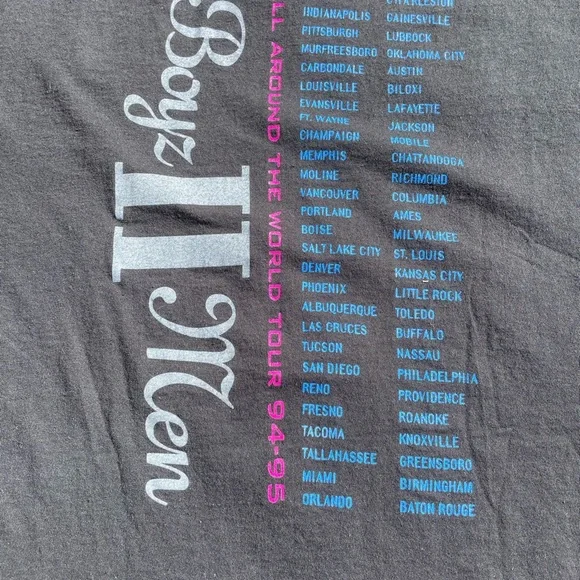 Boyz II Men
ALL AROUND THE WORLD TOUR 94-95
INDIANAPOLIS
PITTSBURGH
MURFREESBORO
CARBONDALE
LOUISVILLE
EVANSVILLE
FT. WAYNE
CHAMPAIGN
MEMPHIS
MOLINE
VANCOUVER
PORTLAND
BOISE
SALT LAKE CITY
DENVER
PHOENIX
ALBUQUERQUE
LAS CRUCES
TUCSON
SAN DIEGO
RENO
FRESNO
TACOMA
TALLAHASSEE
MIAMI
ORLANDO
CHARLESTON
GAINESVILLE
LUBBOCK
OKLAHOMA CITY
AUSTIN
BILOXI
LAFAYETTE
JACKSON
MOBILE
CHATTANOOGA
RICHMOND
COLUMBIA
AMES
MILWAUKEE
ST. LOUIS
KANSAS CITY
LITTLE ROCK
TOLEDO
BUFFALO
NASSAU
PHILADELPHIA
PROVIDENCE
ROANOKE
KNOXVILLE
GREENSBORO
BIRMINGHAM
BATON ROUGE